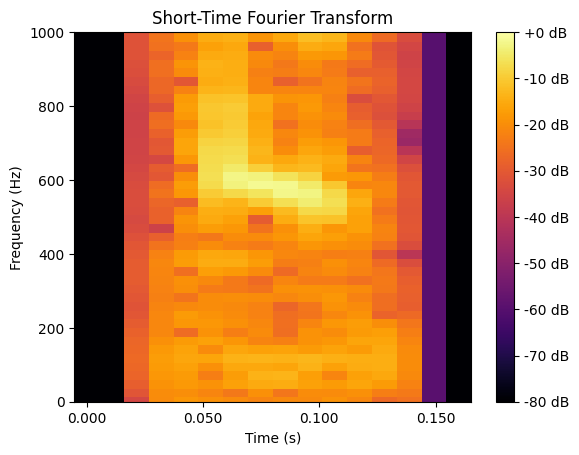 Short-Time Fourier Transform
1000
800
600
400
200
0
Frequency (Hz)
0.000
0.050
0.100
0.150
Time (s)
+0 dB
-10 dB
-20 dB
-30 dB
-40 dB
-50 dB
-60 dB
-70 dB
-80 dB